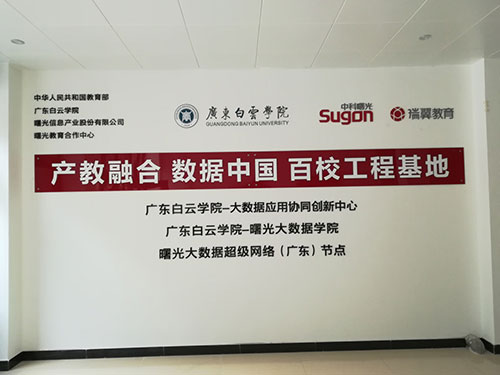 中华人民共和国教育部
广东白云学院
曙光信息产业股份有限公司
曙光教育合作中心
廣東白雲學院
GUANGDONG BAIYUN UNIVERSITY
中科曙光
Sugon
瑞翼教育
产教融合 数据中国 百校工程基地
广东白云学院–大数据应用协同创新中心
广东白云学院–曙光大数据学院
曙光大数据超级网络（广东）节点